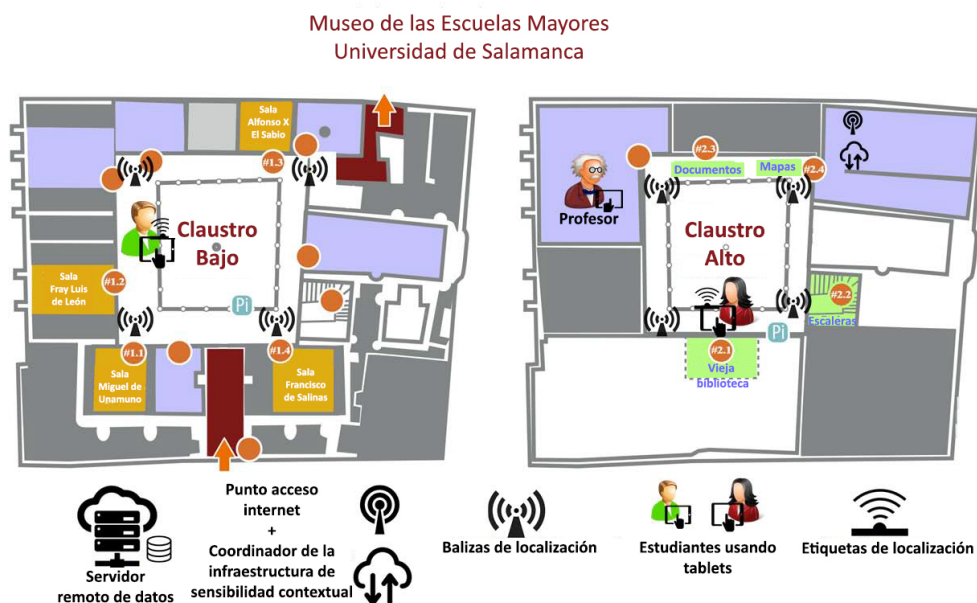 Museo de las Escuelas Mayores
Universidad de Salamanca
Sala
Alfonso X
El Sabio
#1.3
Claustro
Bajo
Sala
Fray Luis
de León
#1.2
Pi
#1.1
#1.4
Sala
Miguel de
Unamuno
Sala
Francisco
de Salinas
#2.3
Documentos
Mapas
#2.4
Profesor
Claustro
Alto
#2.2
Escaleras
Pi
#2.1
Vieja
biblioteca
Servidor
remoto de datos
Punto acceso
internet
+
Coordinador de la
infraestructura de
sensibilidad contextual
Balizas de localización
Estudiantes usando
tablets
Etiquetas de localización